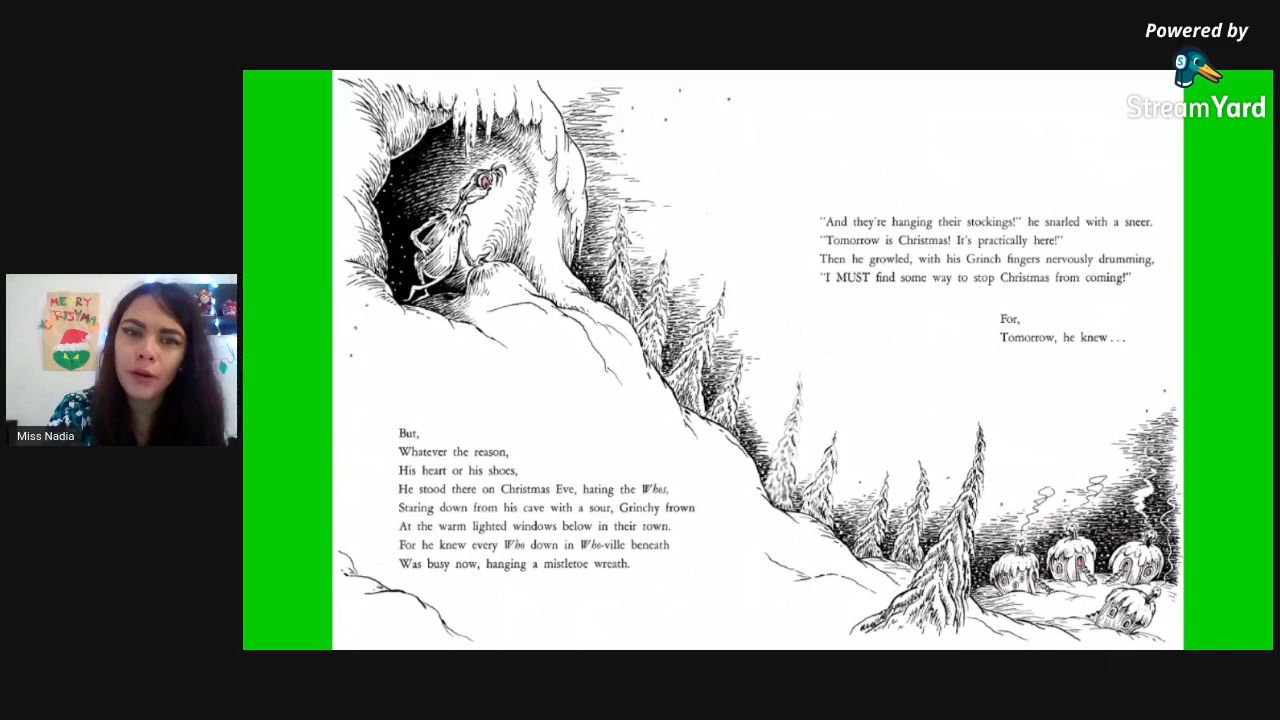 Powered by
StreamYard
MERRY
Miss Nadia
But,
Whatever the reason,
His heart or his shoes,
He stood there on Christmas Eve, hating the Whos,
Staring down from his cave with a sour, Grinchy frown
At the warm lighted windows below in their town.
For he knew every Who down in Who-ville beneath
Was busy now, hanging a mistletoe wreath.
"And they're hanging their stockings!" he snarled with a sneer.
"Tomorrow is Christmas! It's practically here!"
Then he growled, with his Grinch fingers nervously drumming,
"I MUST find some way to stop Christmas from coming!"
For,
Tomorrow, he knew . . .